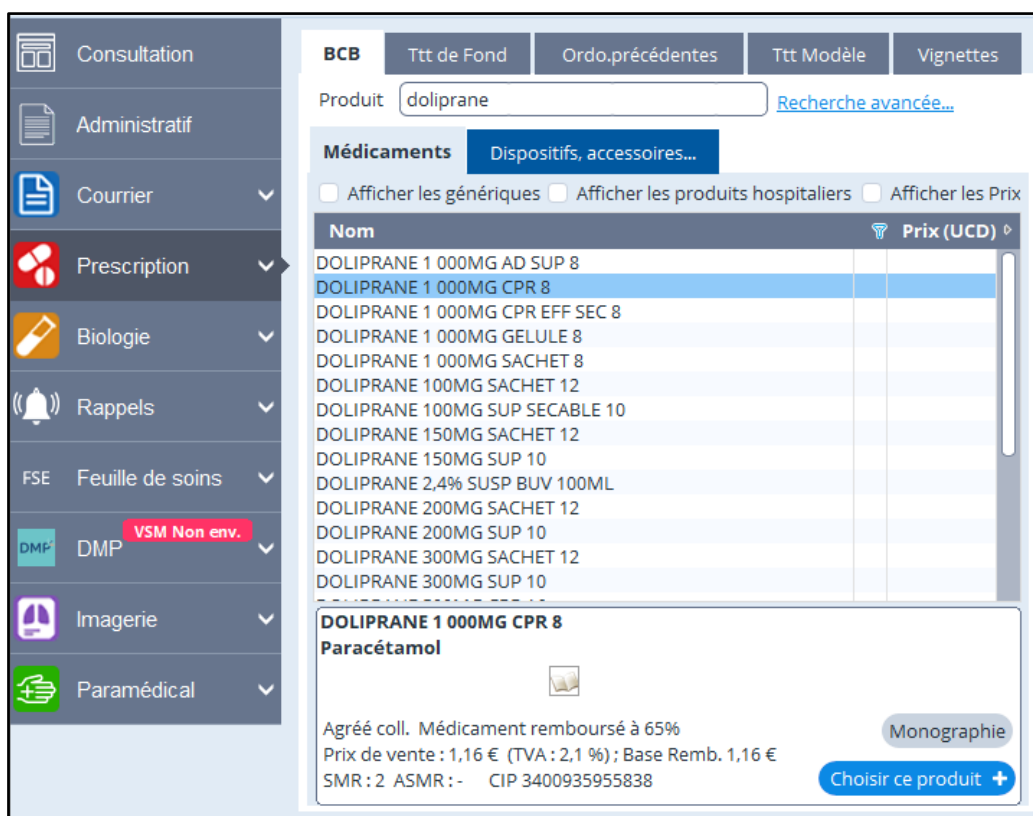 Consultation
Administratif
Courrier
Prescription
Biologie
Rappels
FSE Feuille de soins
VSM Non env.
DMP DMP
Imagerie
Paramédical
BCB Ttt de Fond Ordo.précédentes Ttt Modèle Vignettes
Produit doliprane Recherche avancée...
Médicaments Dispositifs, accessoires...
Afficher les génériques Afficher les produits hospitaliers Afficher les Prix
Nom Prix (UCD)
DOLIPRANE 1 000MG AD SUP 8
DOLIPRANE 1 000MG CPR 8
DOLIPRANE 1 000MG CPR EFF SEC 8
DOLIPRANE 1 000MG GELULE 8
DOLIPRANE 1 000MG SACHET 8
DOLIPRANE 100MG SACHET 12
DOLIPRANE 100MG SUP SECABLE 10
DOLIPRANE 150MG SACHET 12
DOLIPRANE 150MG SUP 10
DOLIPRANE 2,4% SUSP BUV 100ML
DOLIPRANE 200MG SACHET 12
DOLIPRANE 200MG SUP 10
DOLIPRANE 300MG SACHET 12
DOLIPRANE 300MG SUP 10
DOLIPRANE 1 000MG CPR 8
Paracétamol
Agréé coll. Médicament remboursé à 65%
Monographie
Prix de vente : 1,16 € (TVA : 2,1 %) ; Base Remb. 1,16 €
SMR : 2 ASMR : - CIP 3400935955838
Choisir ce produit +